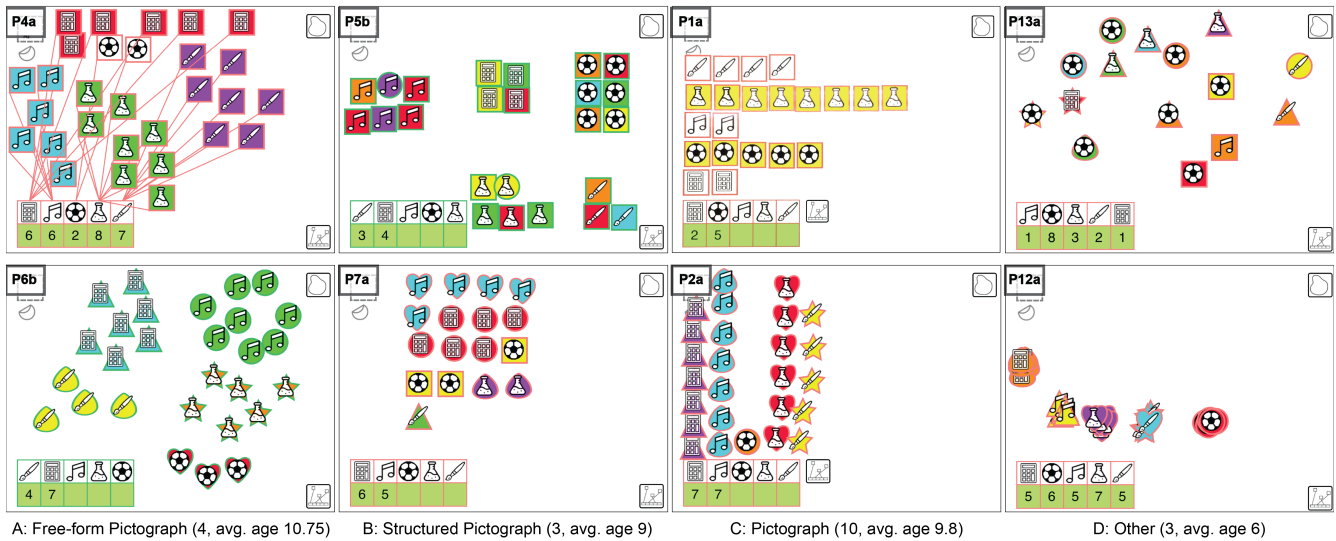 P4a
6 6 2 8 7
P5b
3 4
P1a
2 5
P13a
1 8 3 2 1
P6b
4 7
P7a
6 5
P2a
7 7
P12a
5 6 5 7 5
A: Free-form Pictograph (4, avg. age 10.75)
B: Structured Pictograph (3, avg. age 9)
C: Pictograph (10, avg. age 9.8)
D: Other (3, avg. age 6)